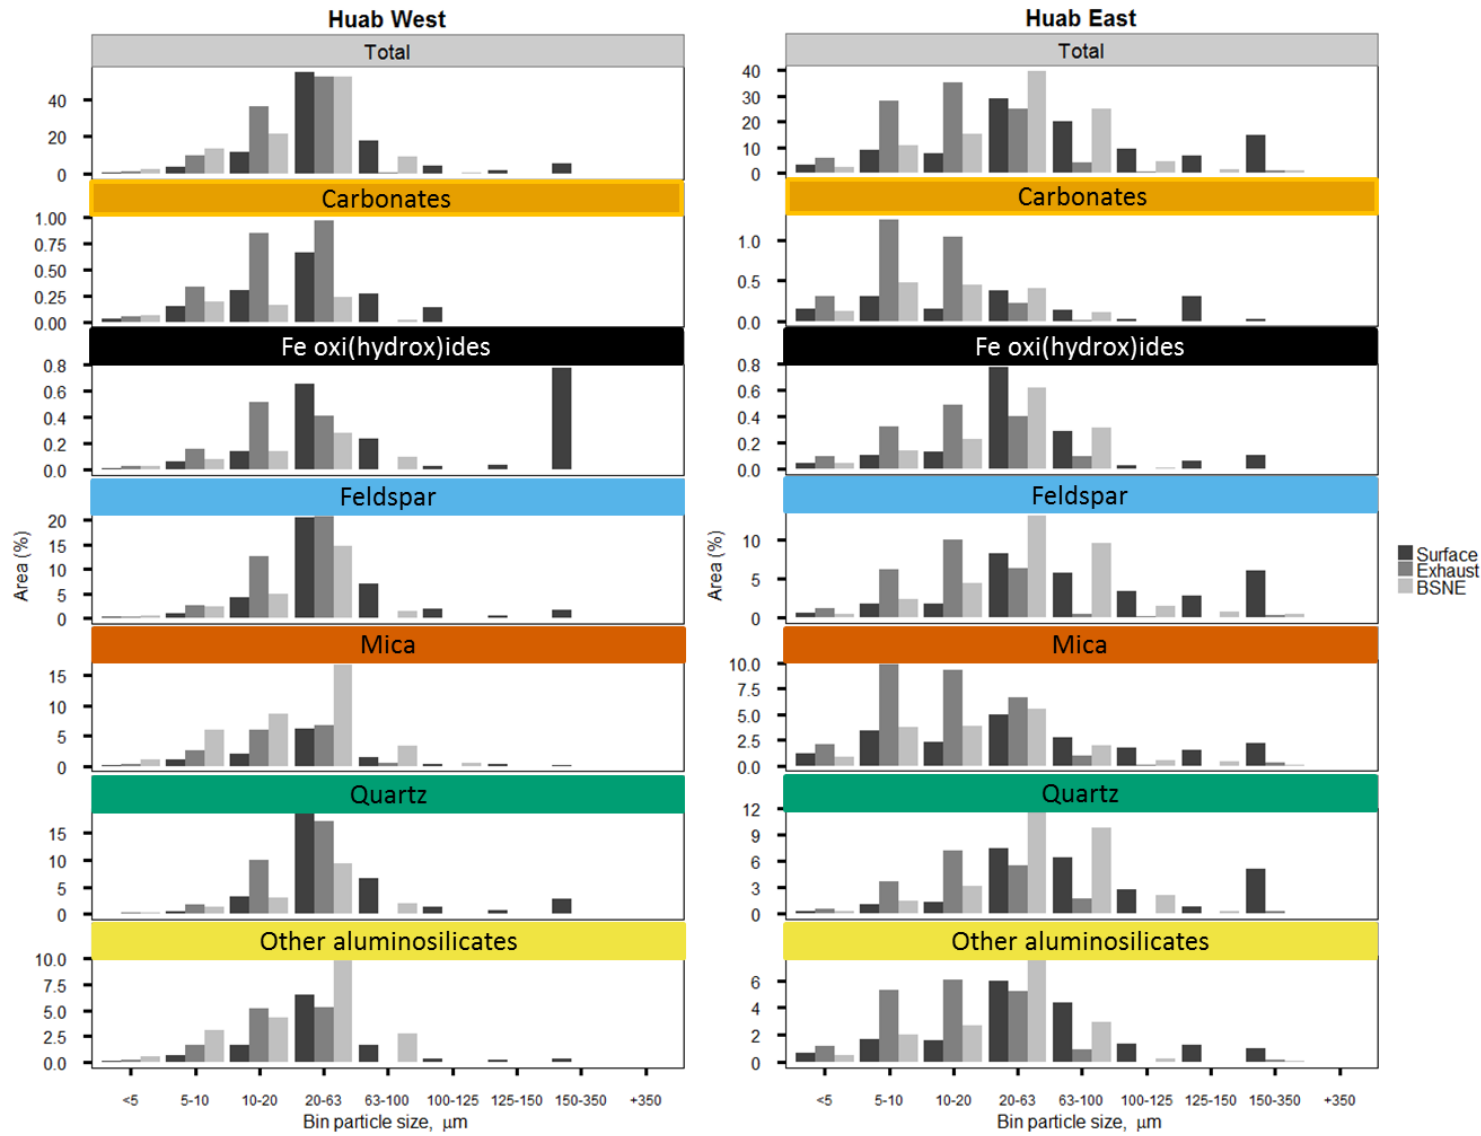 Huab West
Total
40
20
0
Carbonates
1.00
0.75
0.50
0.25
0.00
Fe oxi(hydrox)ides
0.8
0.6
0.4
0.2
0.0
Feldspar
20
15
10
5
0
Mica
15
10
5
0
Quartz
15
10
5
0
Other aluminosilicates
10.0
7.5
5.0
2.5
0.0
Area (%)
<5 5-10 10-20 20-63 63-100 100-125 125-150 150-350 +350
Bin particle size, μm
Huab East
Total
40
30
20
10
0
Carbonates
1.0
0.5
0.0
Fe oxi(hydrox)ides
0.8
0.6
0.4
0.2
0.0
Feldspar
10
5
0
Mica
10.0
7.5
5.0
2.5
0.0
Quartz
12
9
6
3
0
Other aluminosilicates
6
4
2
0
Area (%)
<5 5-10 10-20 20-63 63-100 100-125 125-150 150-350 +350
Bin particle size, μm
Surface
Exhaust
BSNE